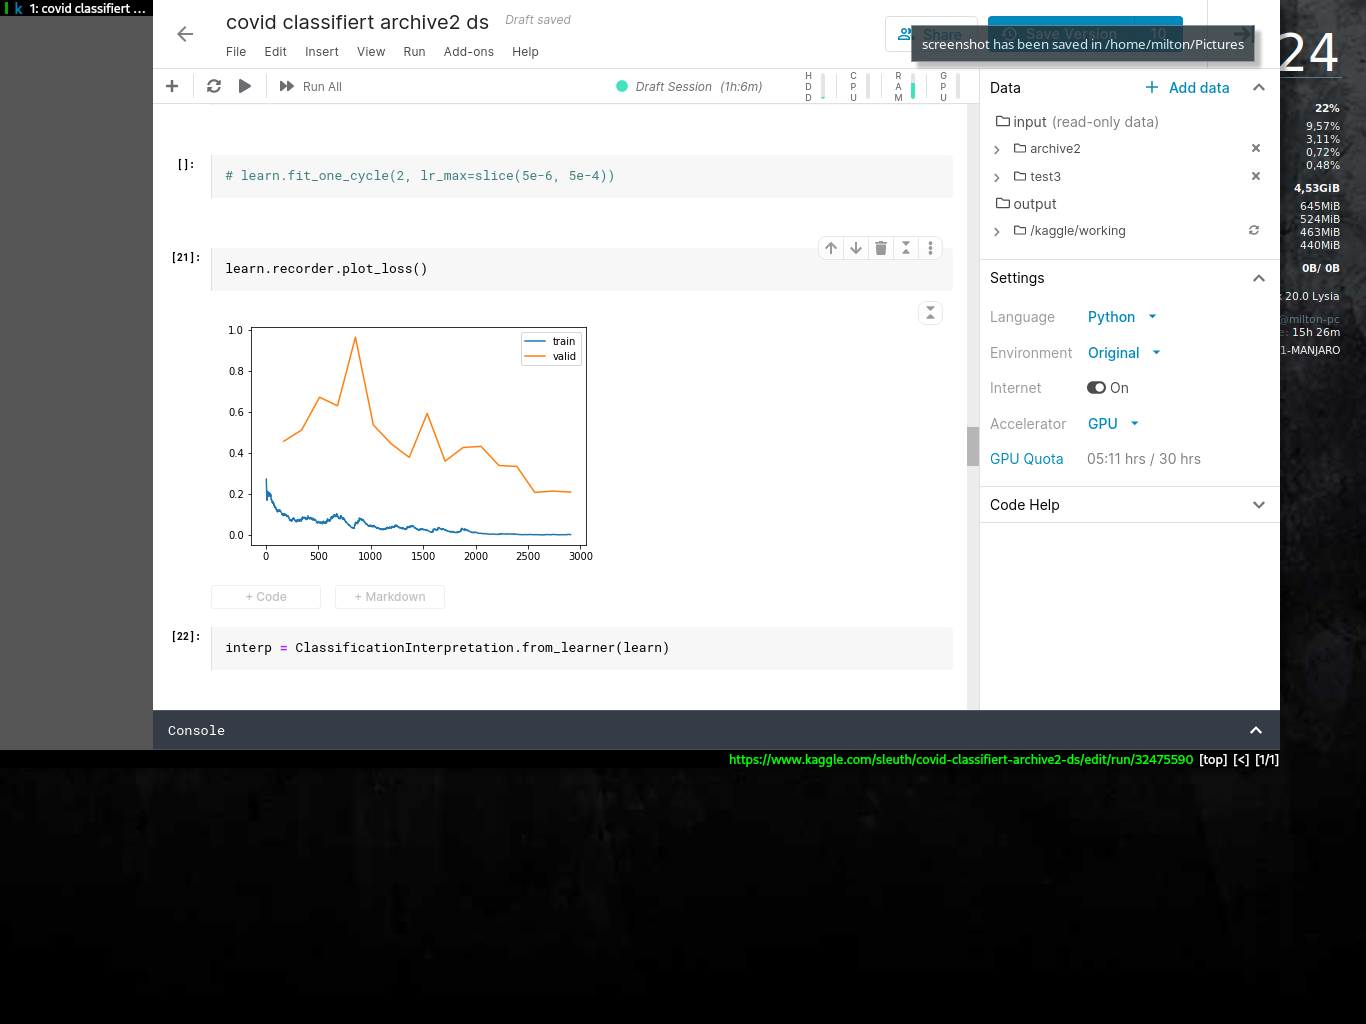 1: covid classifiert ...
covid classifiert archive2 ds
Draft saved
File Edit Insert View Run Add-ons Help
Share
Save Version 10
screenshot has been saved in /home/milton/Pictures
24
Run All
Draft Session (1h:6m)
HDD CPU RAM GPU
[]:
# learn.fit_one_cycle(2, lr_max=slice(5e-6, 5e-4))
[21]:
learn.recorder.plot_loss()
train
valid
1.0
0.8
0.6
0.4
0.2
0.0
0 500 1000 1500 2000 2500 3000
+ Code + Markdown
[22]:
interp = ClassificationInterpretation.from_learner(learn)
Console
Data
+ Add data
input (read-only data)
archive2
test3
output
/kaggle/working
Settings
Language Python
Environment Original
Internet On
Accelerator GPU
GPU Quota 05:11 hrs / 30 hrs
Code Help
22%
9,57%
3,11%
0,72%
0,48%
4,53GiB
645MiB
524MiB
463MiB
440MiB
0B/ 0B
20.0 Lysia
@milton-pc
15h 26m
1-MANJARO
https://www.kaggle.com/sleuth/covid-classifiert-archive2-ds/edit/run/32475590 [top] [<] [1/1]